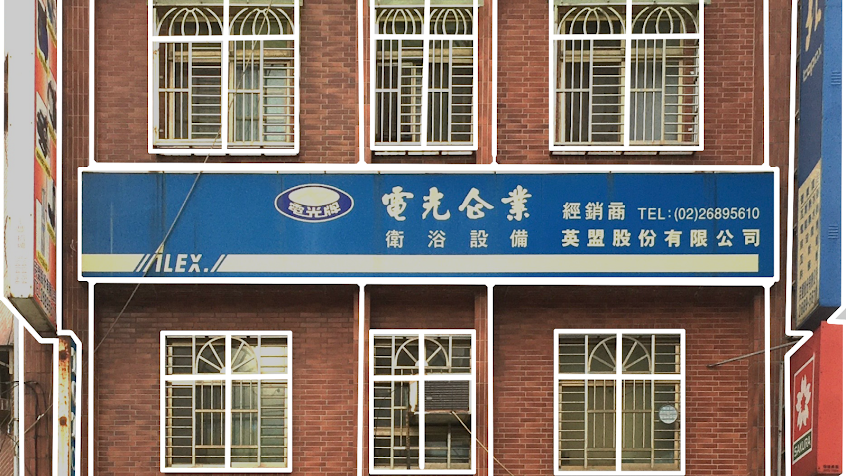 電光牌
電光企業
衛浴設備
經銷商 TEL:(02)26895610
英盟股份有限公司
ILEX.
SAKURA